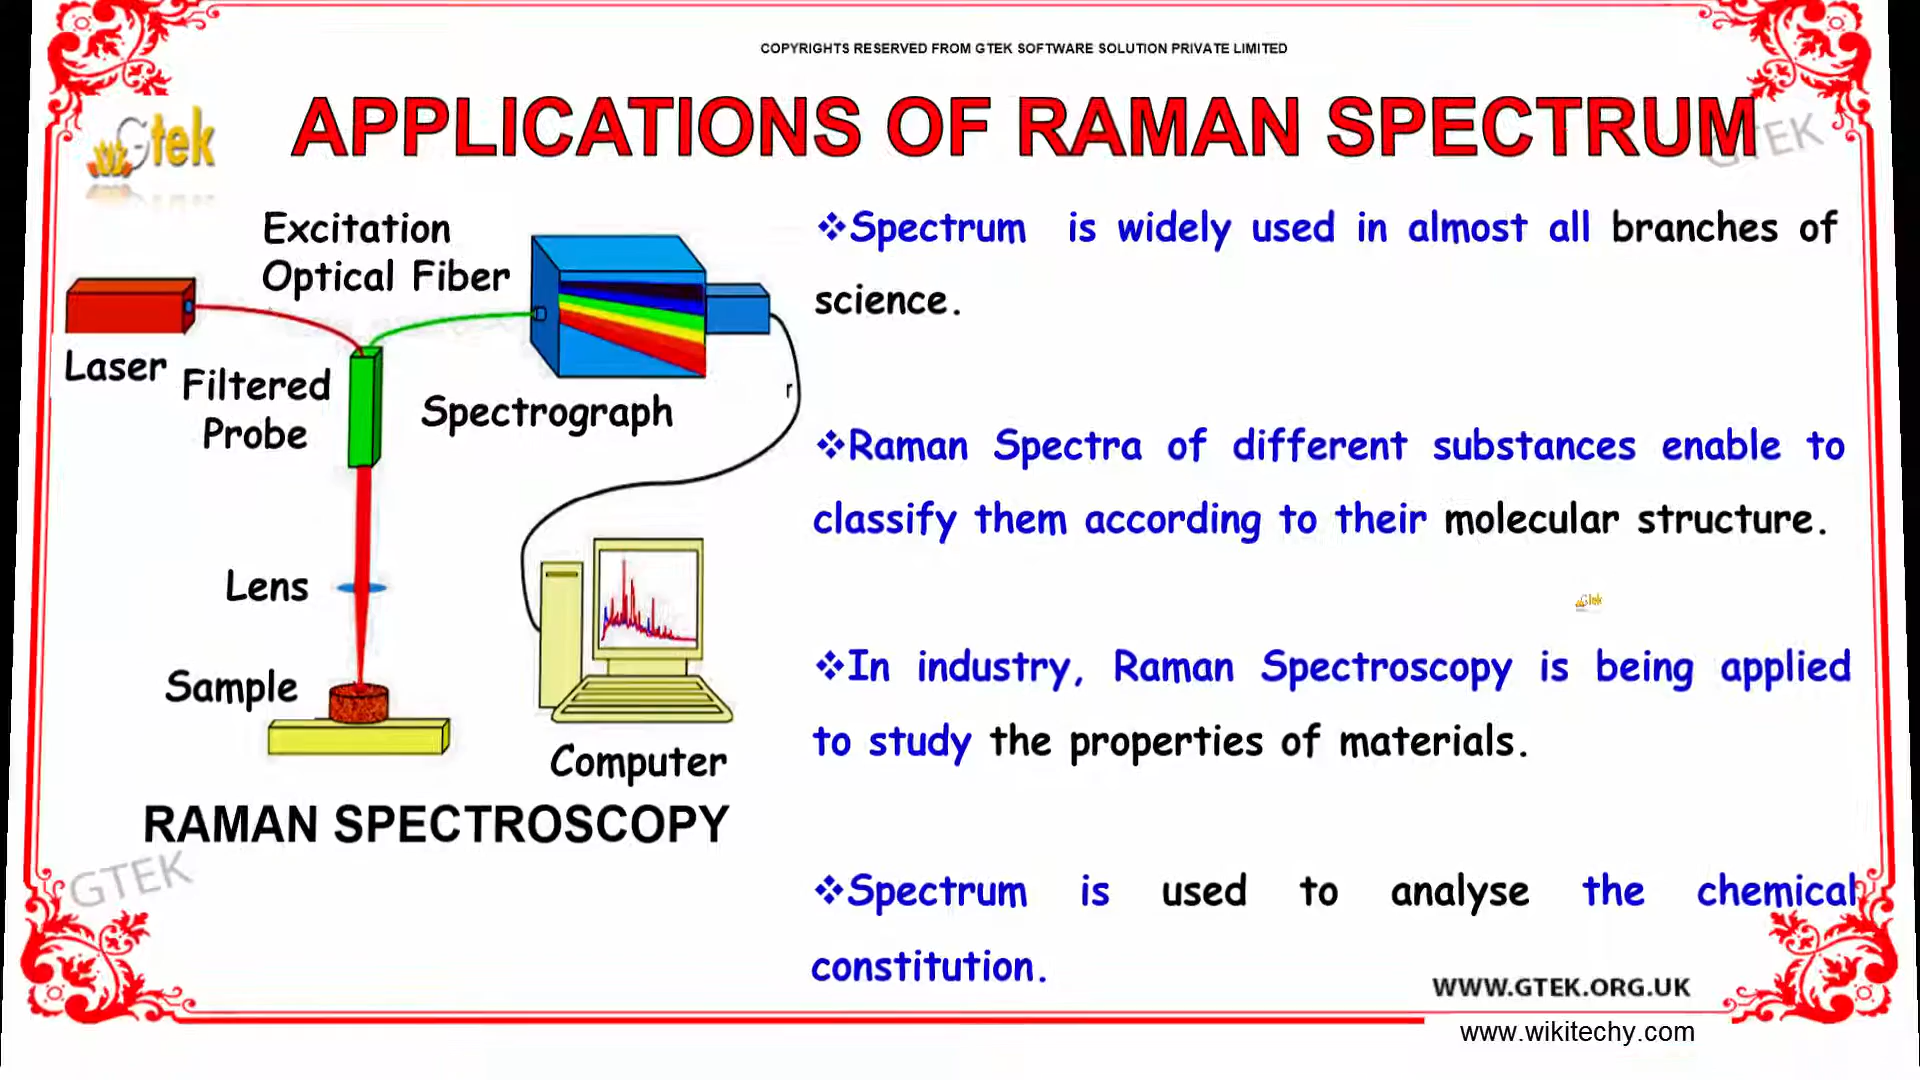 COPYRIGHTS RESERVED FROM GTEK SOFTWARE SOLUTION PRIVATE LIMITED
Gtek
APPLICATIONS OF RAMAN SPECTRUM
GTEK
Excitation
Optical Fiber
Laser
Filtered
Probe
Spectrograph
r
Lens
Sample
Computer
RAMAN SPECTROSCOPY
GTEK
❖Spectrum is widely used in almost all branches of
science.
❖Raman Spectra of different substances enable to
classify them according to their molecular structure.
Gtek
❖In industry, Raman Spectroscopy is being applied
to study the properties of materials.
❖Spectrum is used to analyse the chemical
constitution.
WWW.GTEK.ORG.UK
www.wikitechy.com